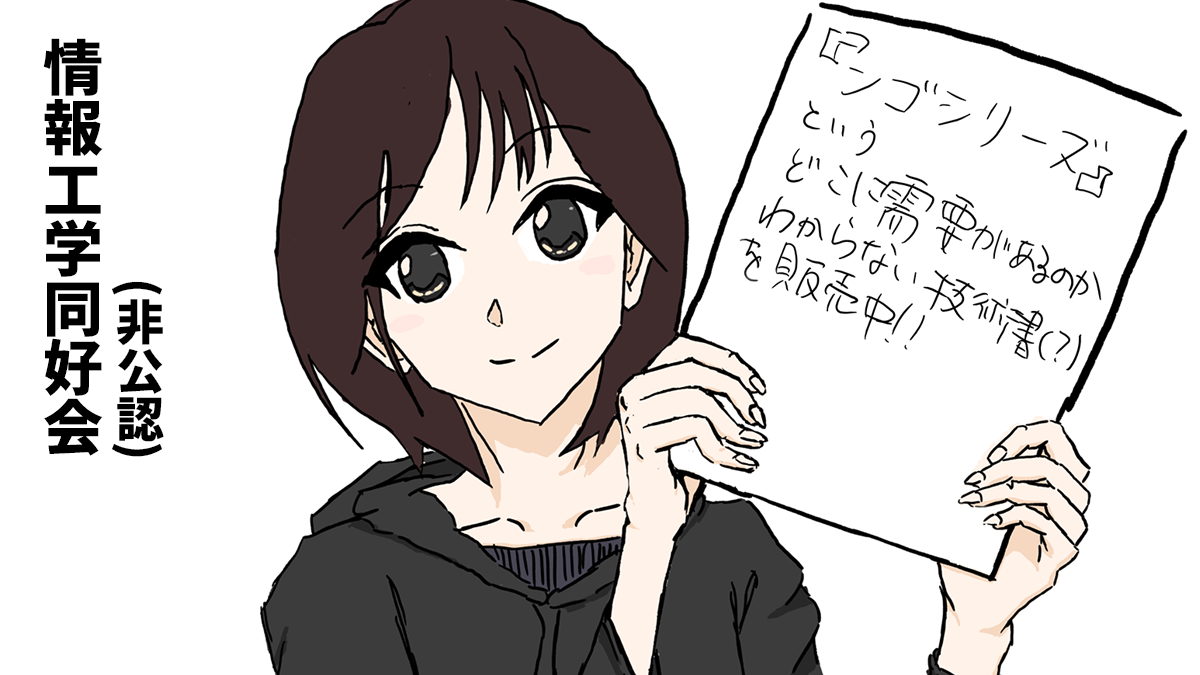 情報工学同好会
(非公認)
『ンゴシリーズ』
という
どこに需要があるのか
わからない技術書(?)
を販売中!!